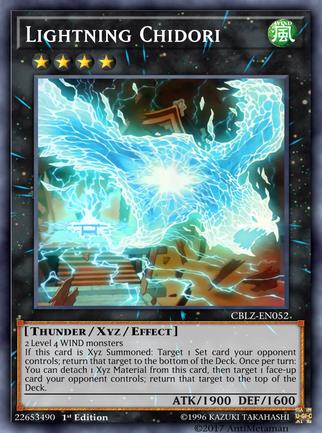 LIGHTNING CHIDORI
WIND
風
CBLZ-EN052
[THUNDER / XYZ / EFFECT]
2 Level 4 WIND monsters
If this card is Xyz Summoned: Target 1 Set card your opponent
controls; return that target to the bottom of the Deck. Once per turn:
You can detach 1 Xyz Material from this card, then target 1 face-up
card your opponent controls; return that target to the top of
the Deck.
ATK/1900 DEF/1600
22653490 1st Edition ©1996 KAZUKI TAKAHASHI
©2017 AntiMetaman